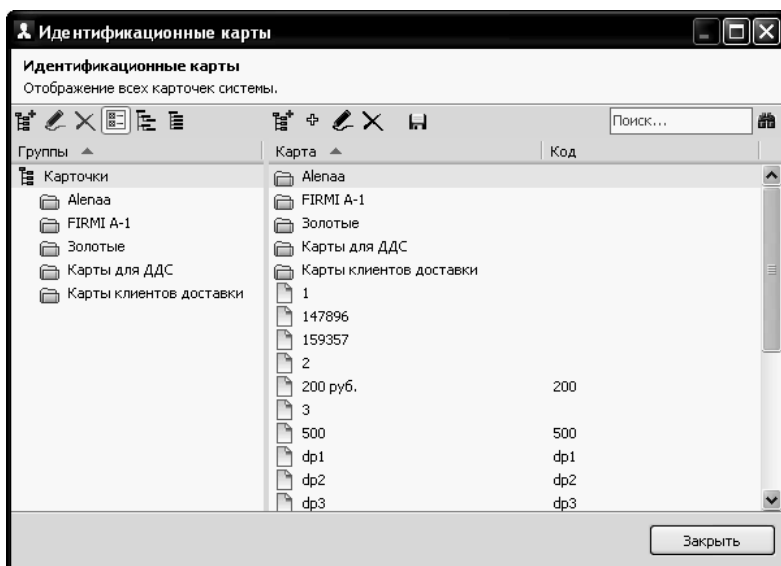 Идентификационные карты
Идентификационные карты
Отображение всех карточек системы.
Поиск...
Группы
Карточки
Alenaa
FIRMI A-1
Золотые
Карты для ДДС
Карты клиентов доставки
Карта Код
Alenaa
FIRMI A-1
Золотые
Карты для ДДС
Карты клиентов доставки
1
147896
159357
2
200 руб. 200
3
500 500
dp1 dp1
dp2 dp2
dp3 dp3
Закрыть